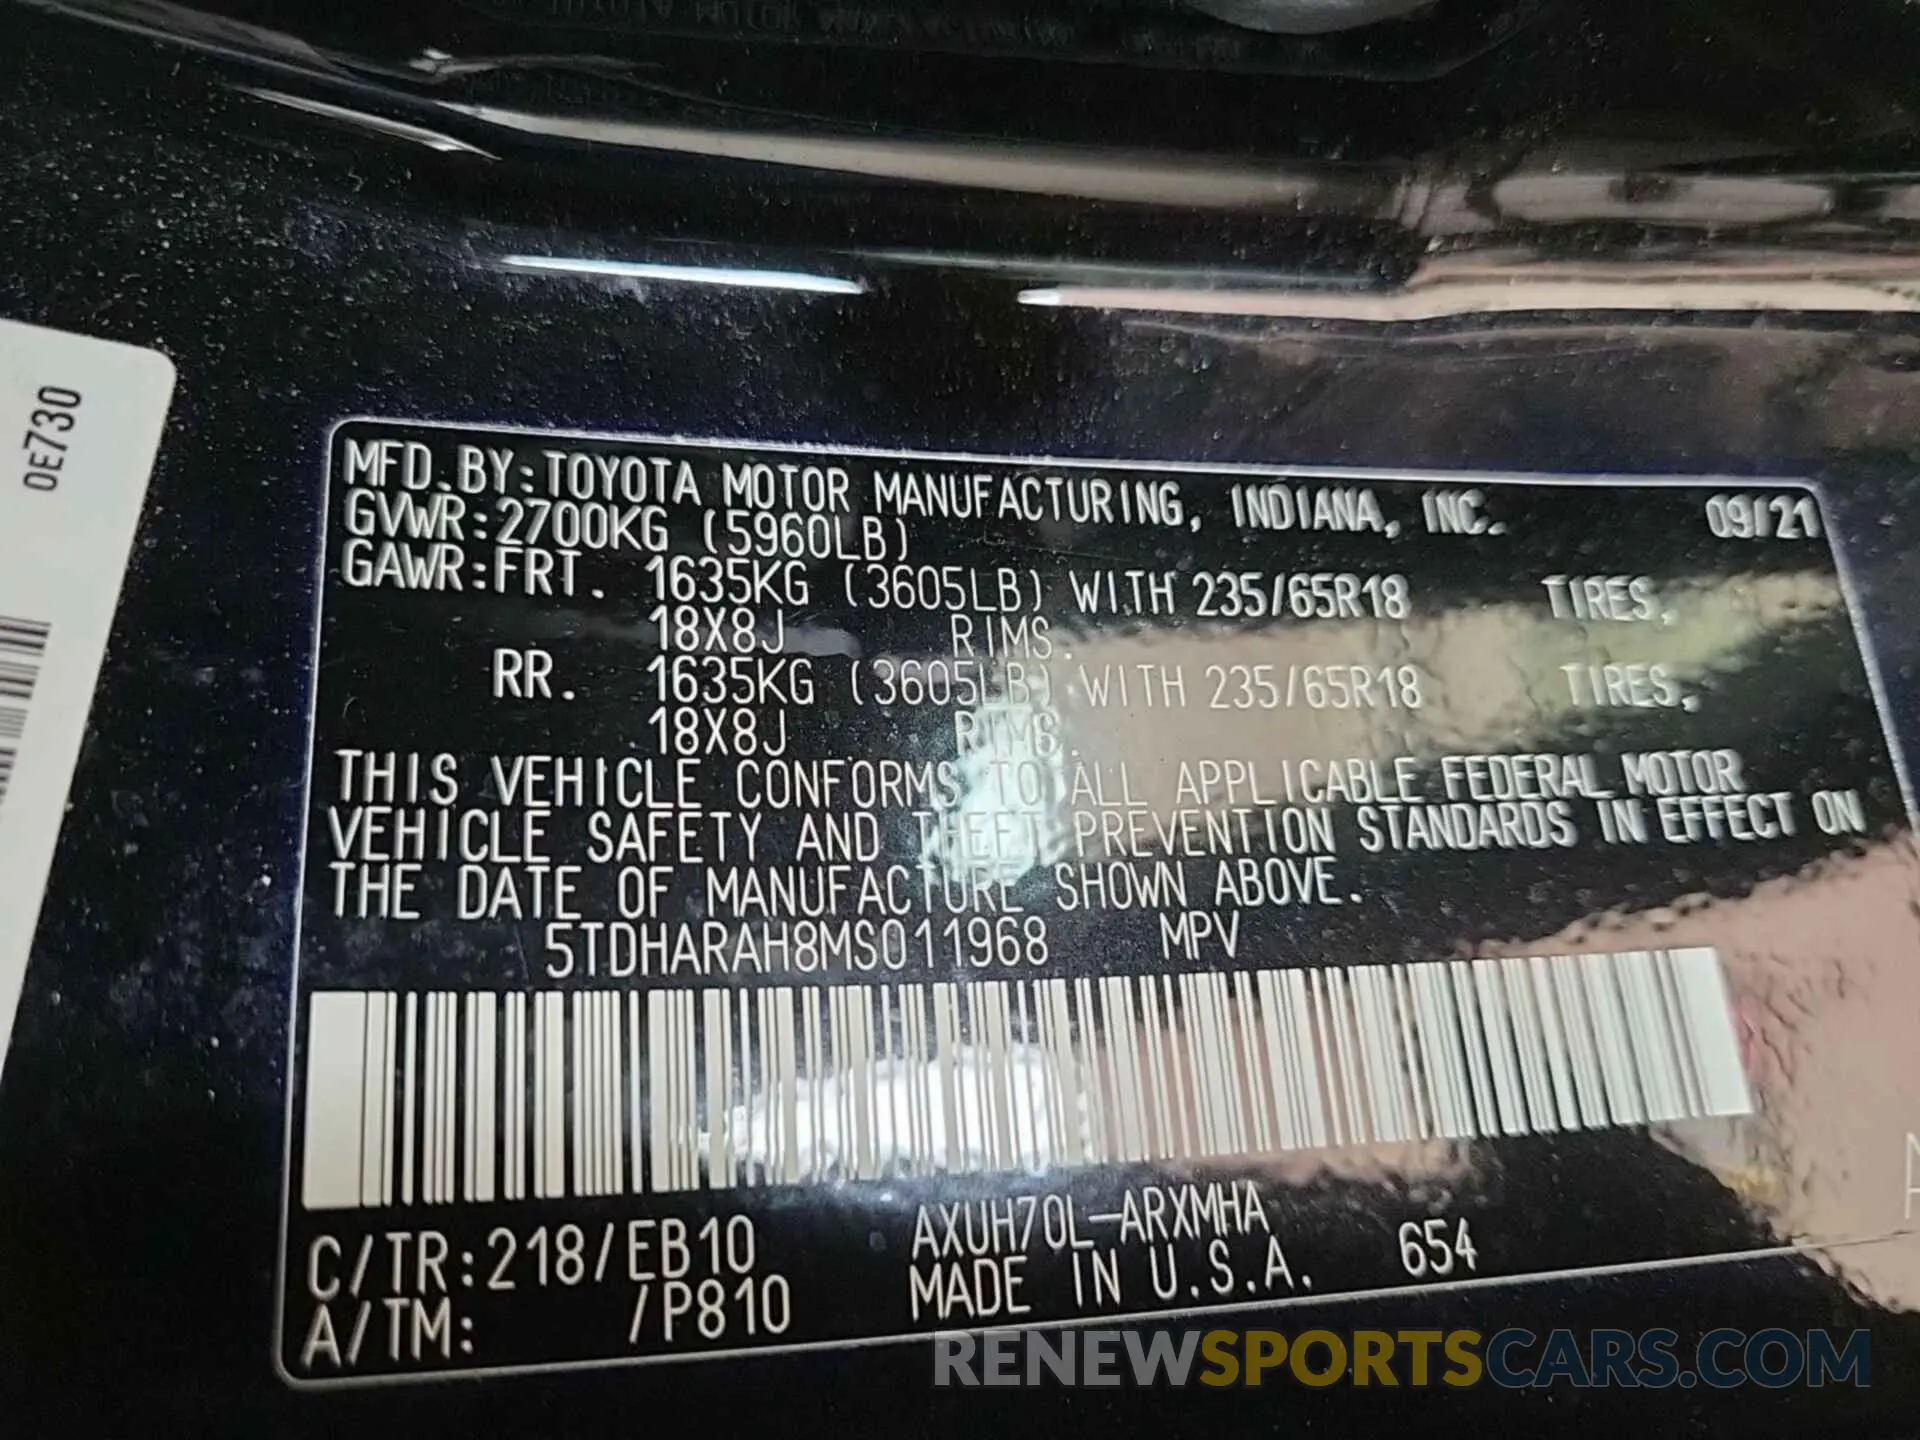 0E730
MFD.BY:TOYOTA MOTOR MANUFACTURING, INDIANA, INC. 09/21
GVWR:2700KG (5960LB)
GAWR:FRT. 1635KG (3605LB) WITH 235/65R18 TIRES,
18X8J RIMS.
RR. 1635KG (3605LB) WITH 235/65R18 TIRES,
18X8J RIMS.
THIS VEHICLE CONFORMS TO ALL APPLICABLE FEDERAL MOTOR
VEHICLE SAFETY AND THEFT PREVENTION STANDARDS IN EFFECT ON
THE DATE OF MANUFACTURE SHOWN ABOVE.
5TDHARAH8MS011968 MPV
C/TR:218/EB10 AXUH70L-ARXMHA
A/TM: /P810 MADE IN U.S.A. 654
RENEWSPORTSCARS.COM